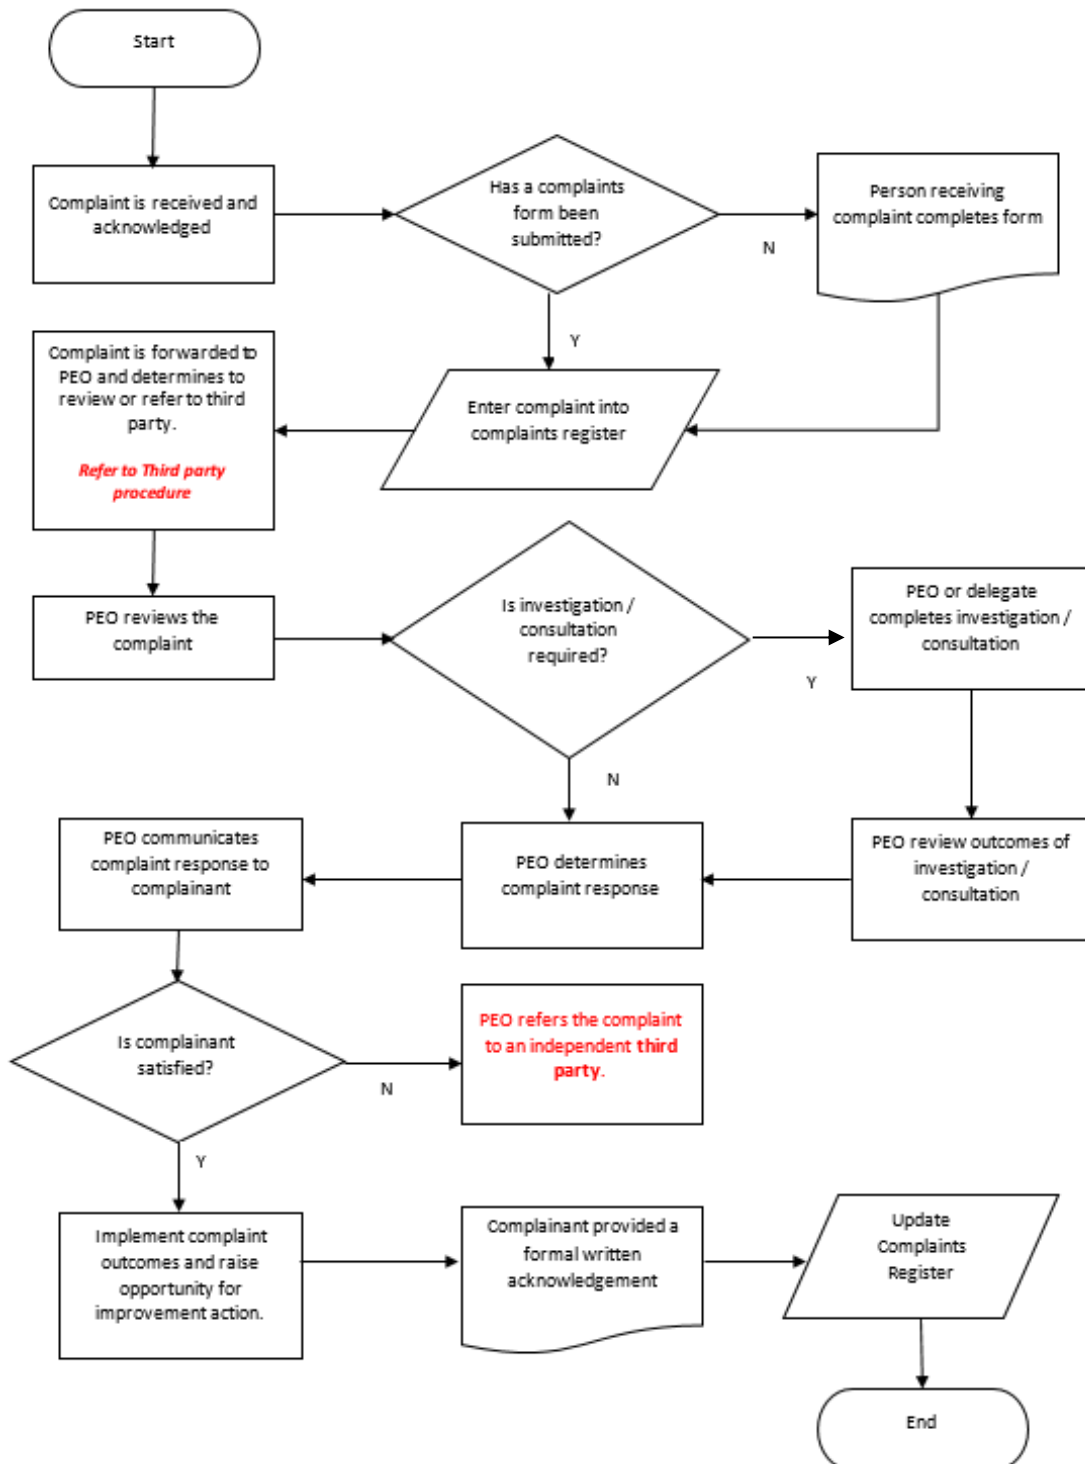 Start
Complaint is received and
acknowledged
Has a complaints
form been
submitted?
N
Person receiving
complaint completes form
Y
Complaint is forwarded to
PEO and determines to
review or refer to third
party.
Refer to Third party
procedure
Enter complaint into
complaints register
PEO reviews the
complaint
Is investigation /
consultation
required?
Y
PEO or delegate
completes investigation /
consultation
N
PEO communicates
complaint response to
complainant
PEO determines
complaint response
PEO review outcomes of
investigation /
consultation
Is complainant
satisfied?
N
PEO refers the complaint
to an independent third
party.
Y
Implement complaint
outcomes and raise
opportunity for
improvement action.
Complainant provided a
formal written
acknowledgement
Update
Complaints
Register
End